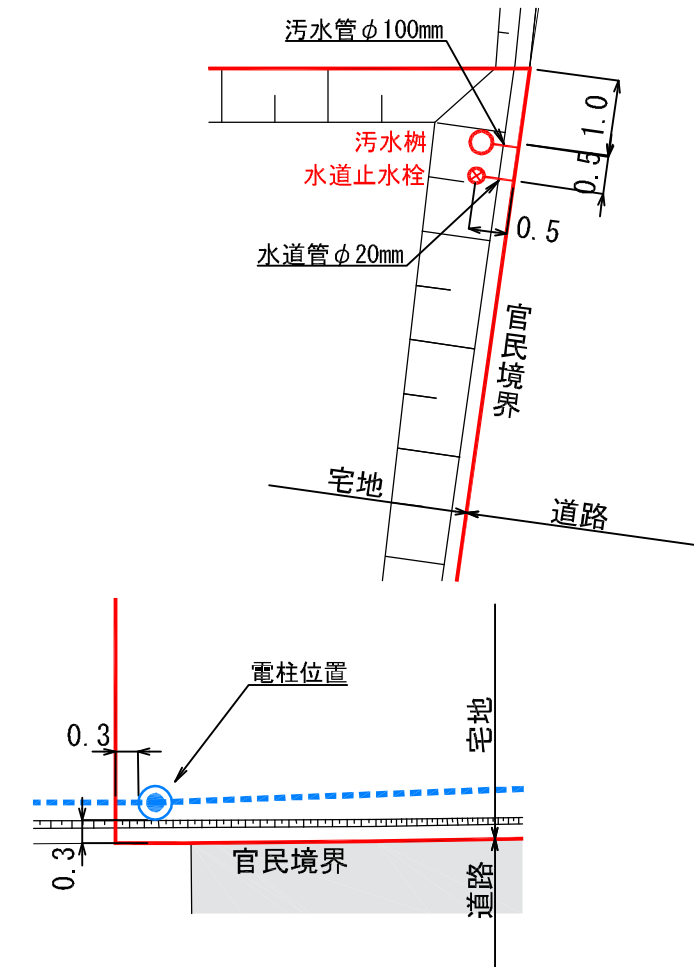 汚水管φ100mm
1.0
汚水桝
水道止水栓
0.5
0.5
水道管φ20mm
官民境界
宅地
道路
電柱位置
0.3
宅地
0.3
官民境界
道路